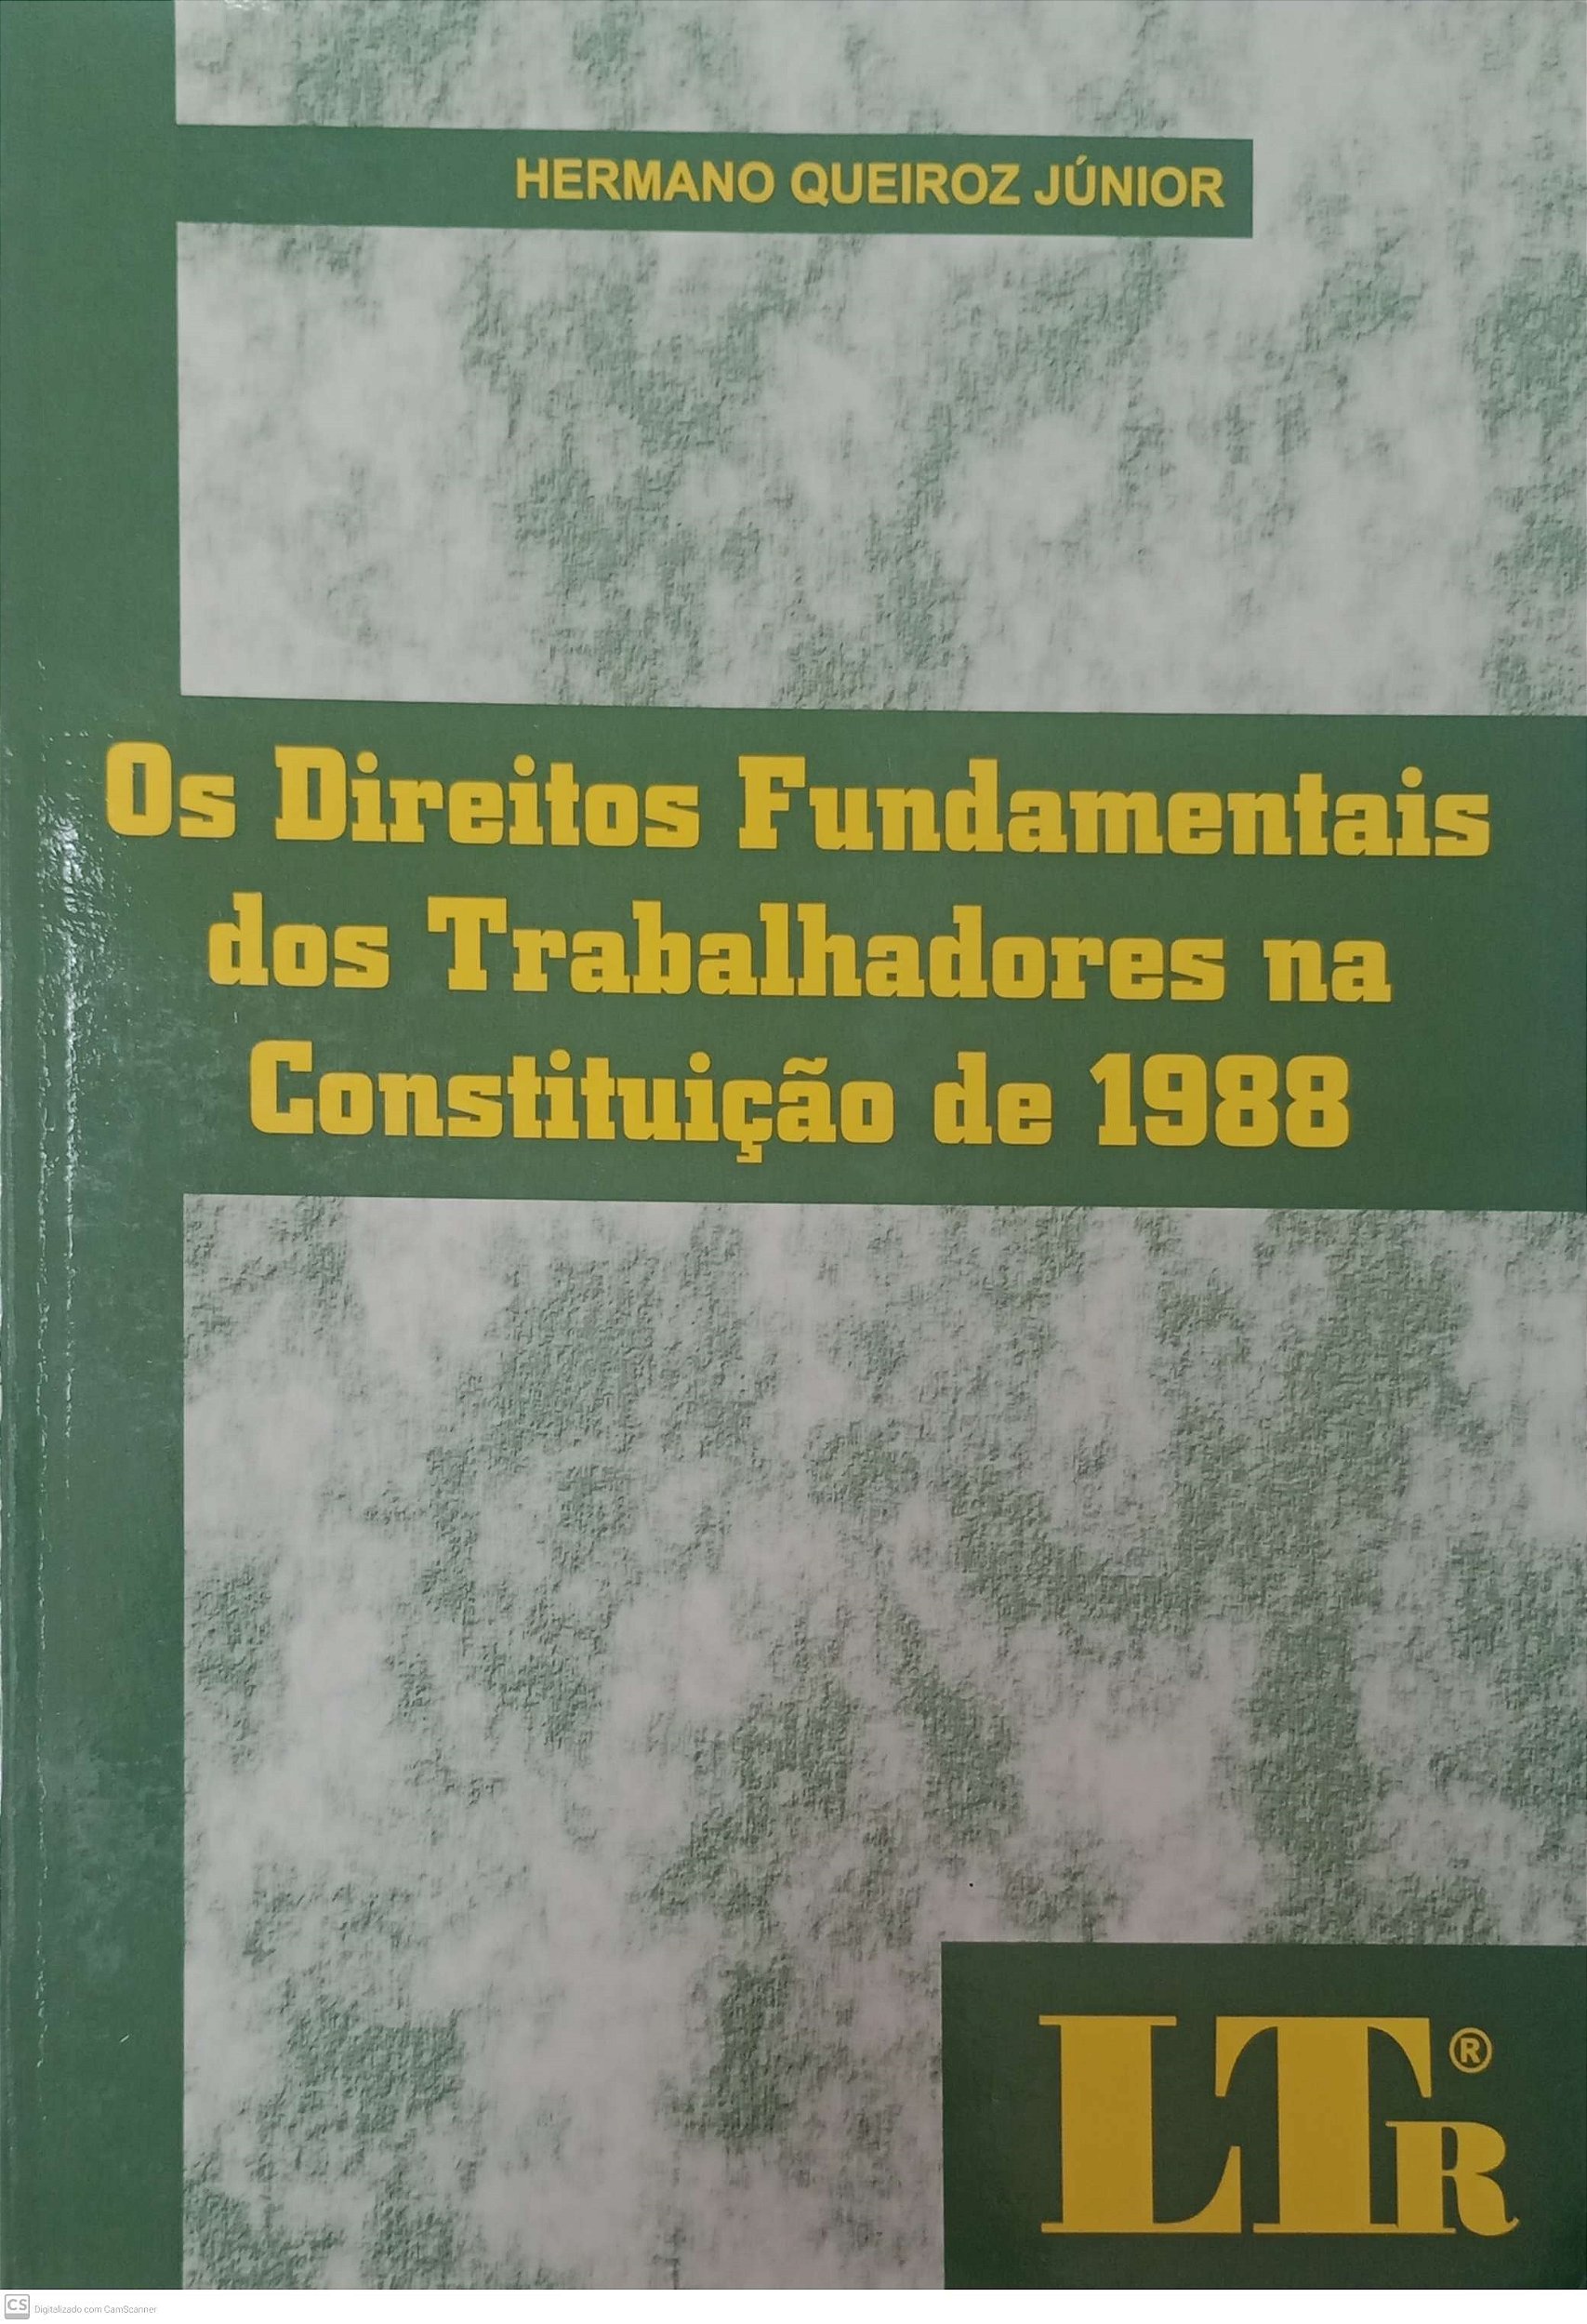 HERMANO QUEIROZ JÚNIOR
Os Direitos Fundamentais
dos Trabalhadores na
Constituição de 1988
LTR®
CS Digitalizado com CamScanner